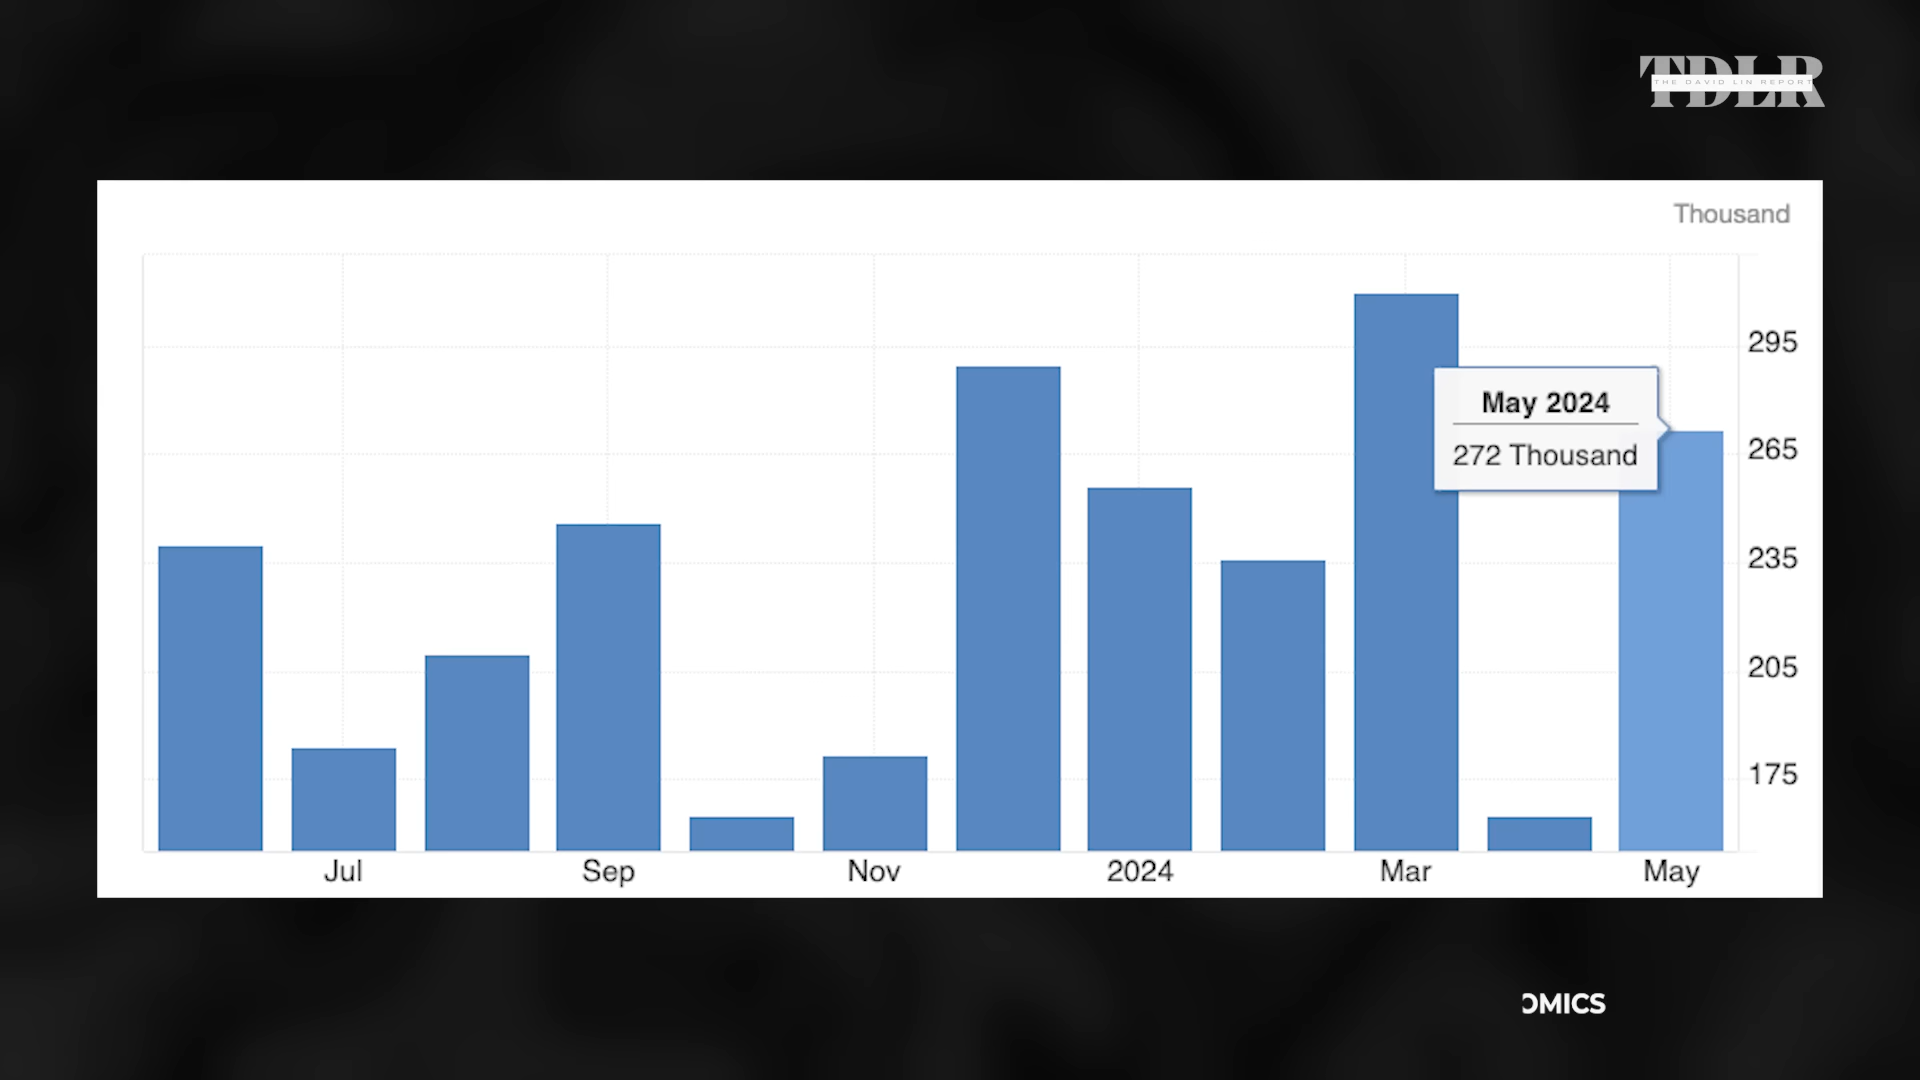 TDLR
THE DAVID LIN REPORT
Thousand
295
May 2024
272 Thousand
265
235
205
175
Jul
Sep
Nov
2024
Mar
May
OMICS